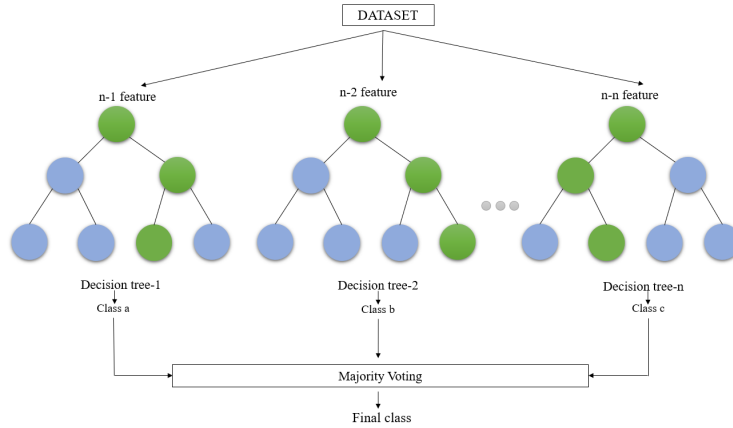 DATASET
n-1 feature
n-2 feature
n-n feature
Decision tree-1
Decision tree-2
Decision tree-n
Class a
Class b
Class c
Majority Voting
Final class